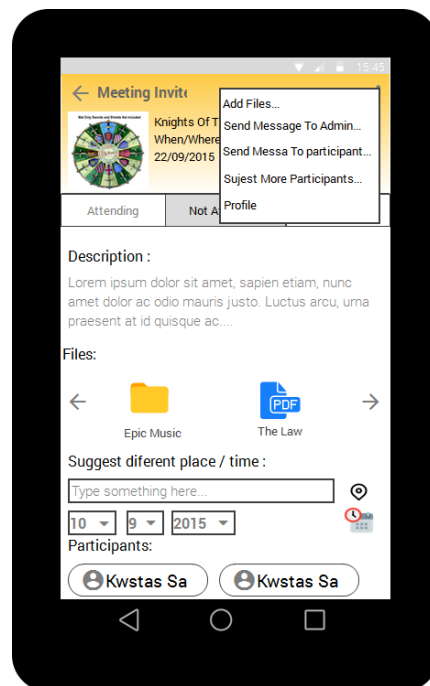 15:45
Meeting Invite
Add Files...
Send Message To Admin...
Send Messa To participant...
Sujest More Participants...
Profile
Knights Of T
When/Where
22/09/2015
Attending
Not A
Description :
Lorem ipsum dolor sit amet, sapien etiam, nunc
amet dolor ac odio mauris justo. Luctus arcu, urna
praesent at id quisque ac....
Files:
PDF
Epic Music
The Law
Suggest diferent place / time :
Type something here...
10
9
2015
Participants:
Kwstas Sa
Kwstas Sa